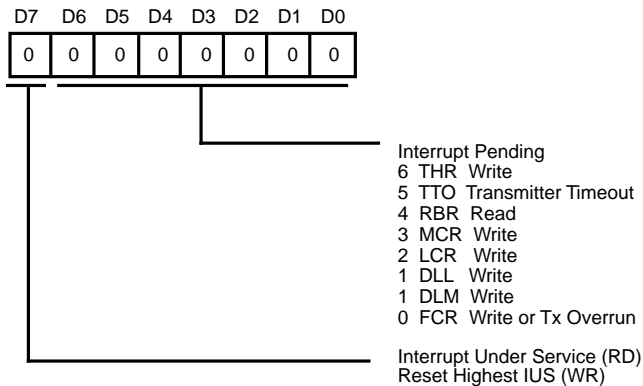 D7 D6 D5 D4 D3 D2 D1 D0
0 0 0 0 0 0 0 0
Interrupt Pending
6 THR Write
5 TTO Transmitter Timeout
4 RBR Read
3 MCR Write
2 LCR Write
1 DLL Write
1 DLM Write
0 FCR Write or Tx Overrun
Interrupt Under Service (RD)
Reset Highest IUS (WR)